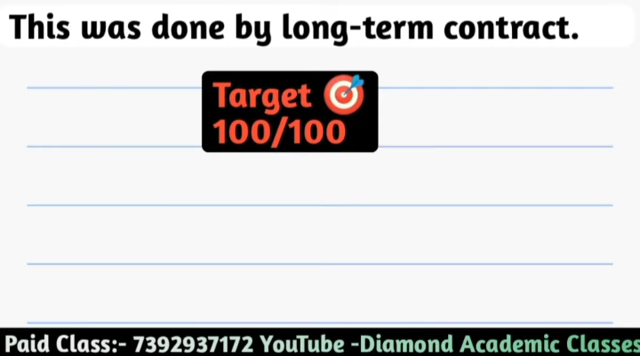 This was done by long-term contract.
Target 🎯
100/100
Paid Class:- 7392937172 YouTube -Diamond Academic Classes